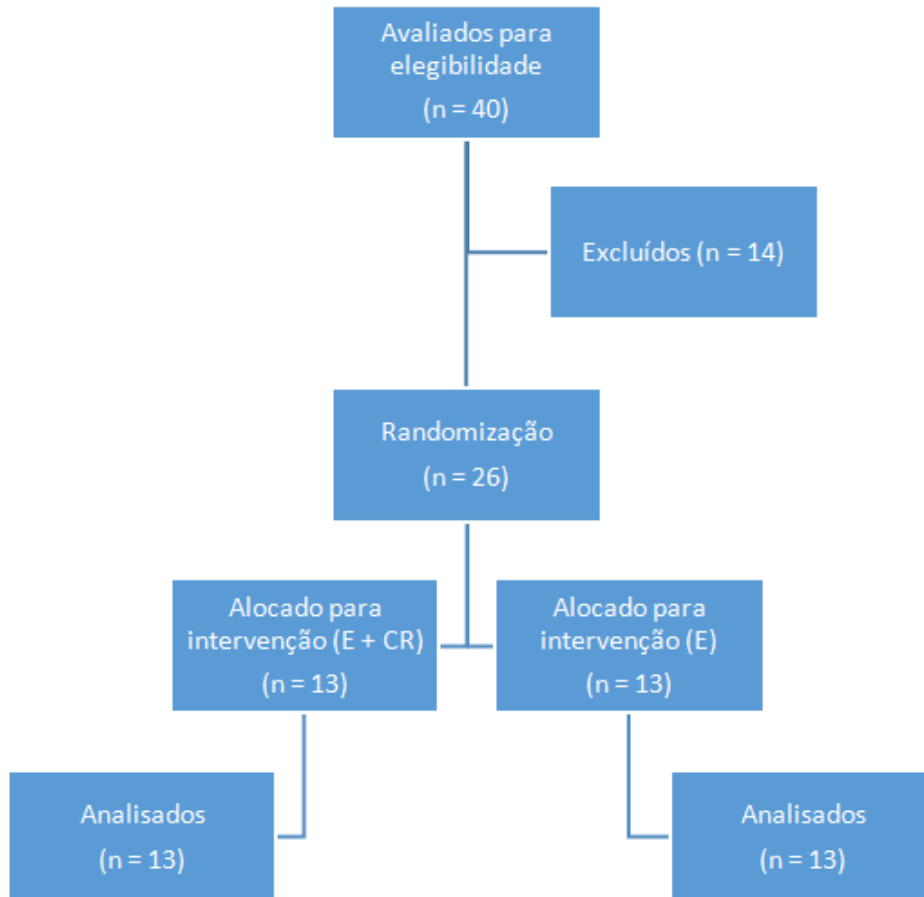 Avaliados para
elegibilidade
(n = 40)
Excluídos (n = 14)
Randomização
(n = 26)
Alocado para
intervenção (E + CR)
(n = 13)
Alocado para
intervenção (E)
(n = 13)
Analisados
(n = 13)
Analisados
(n = 13)